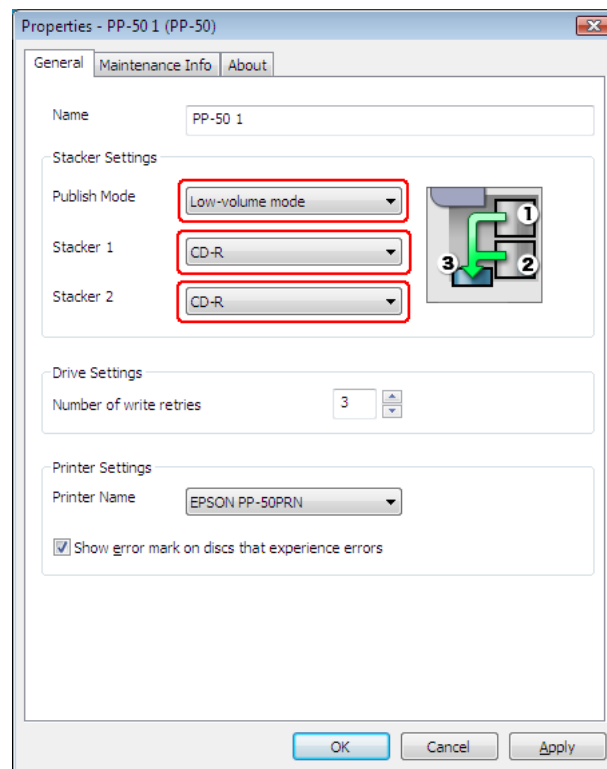 Properties - PP-50 1 (PP-50)
General Maintenance Info About
Name PP-50 1
Stacker Settings
Publish Mode Low-volume mode
Stacker 1 CD-R
Stacker 2 CD-R
1
3 2
Drive Settings
Number of write retries 3
Printer Settings
Printer Name EPSON PP-50PRN
Show error mark on discs that experience errors
OK Cancel Apply